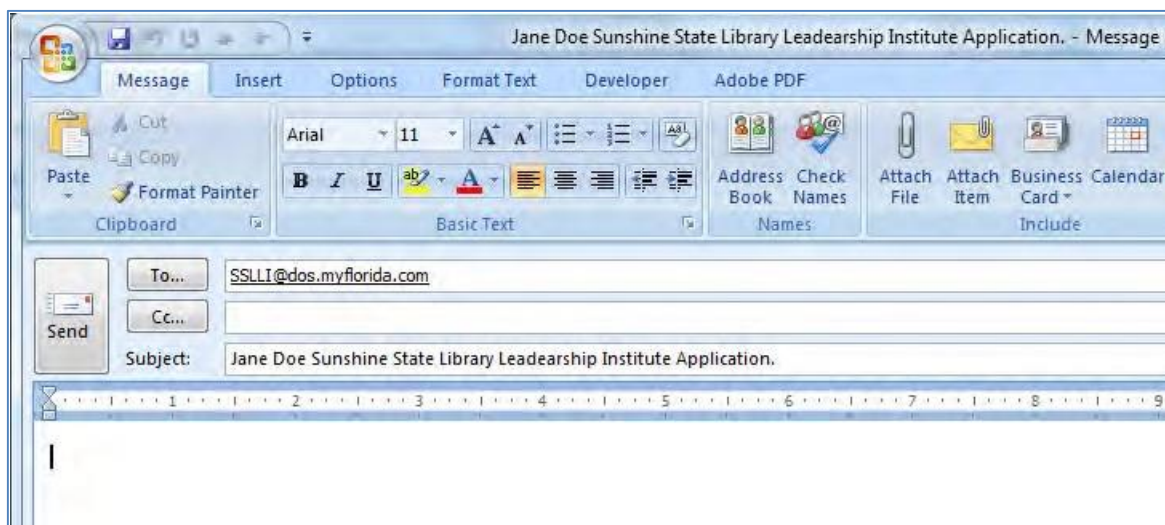 Jane Doe Sunshine State Library Leadearship Institute Application. - Message
Message Insert Options Format Text Developer Adobe PDF
Cut
Copy
Paste
Format Painter
Clipboard
Arial 11
B I U
Basic Text
Address Book
Check Names
Names
Attach File
Attach Item
Business Card
Calendar
Include
To... SSLLI@dos.myflorida.com
Cc...
Send
Subject: Jane Doe Sunshine State Library Leadearship Institute Application.
1 2 3 4 5 6 7 8 9